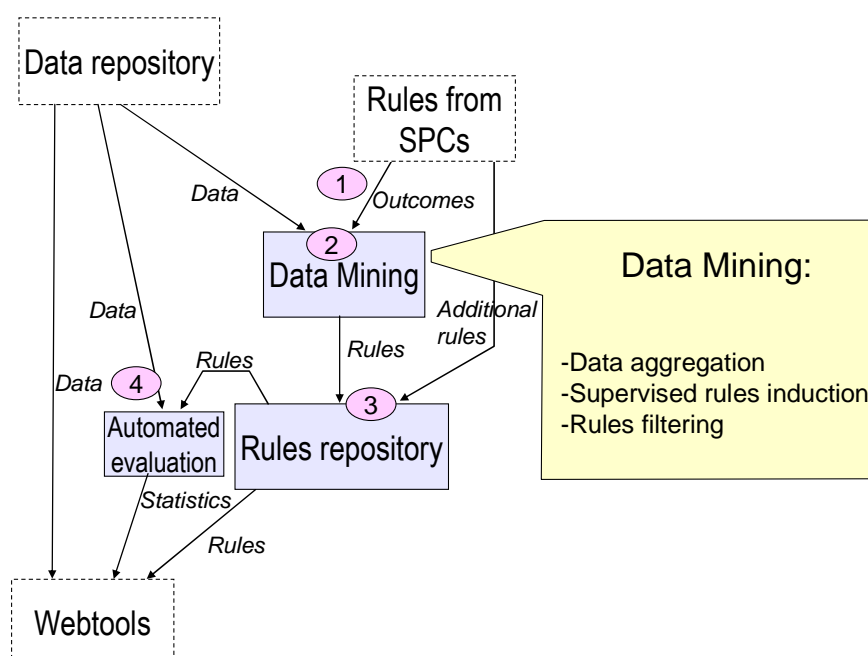 Data repository
Rules from
SPCs
1
Data
Outcomes
2
Data Mining
Data Mining:
Data
Additional
rules
Rules
-Data aggregation
-Supervised rules induction
-Rules filtering
Rules
Data
4
3
Automated
evaluation
Rules repository
Statistics
Rules
Webtools